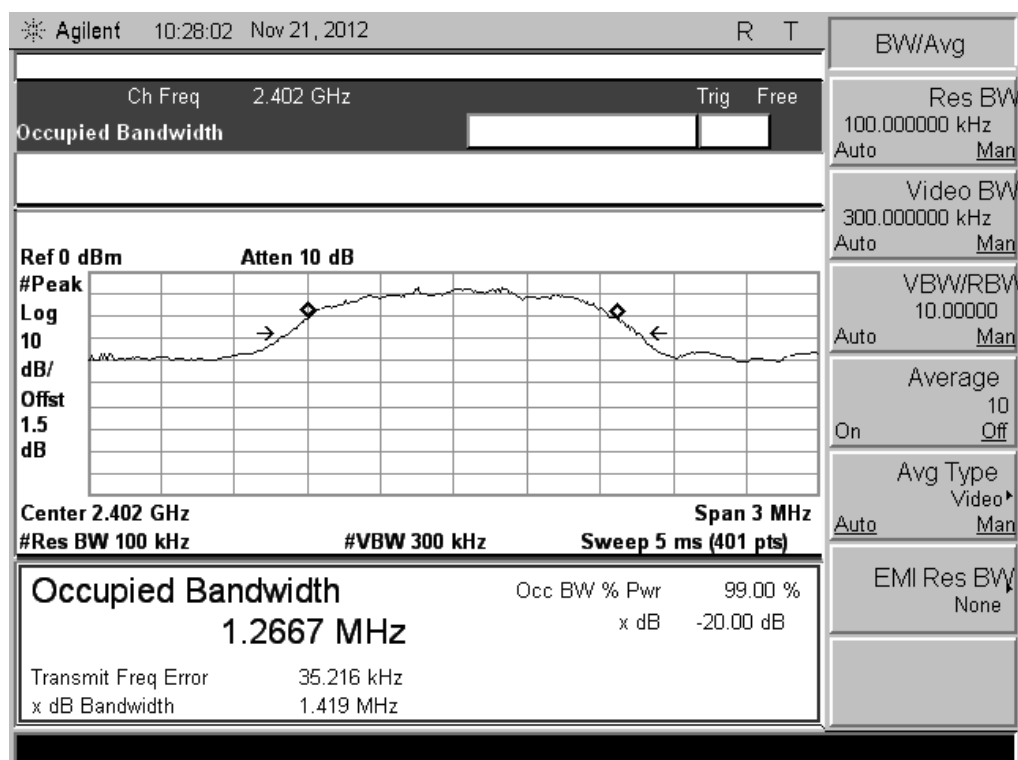 Agilent 10:28:02 Nov 21, 2012 R T
Ch Freq 2.402 GHz Trig Free
Occupied Bandwidth
Ref 0 dBm Atten 10 dB
#Peak
Log
10
dB/
Offst
1.5
dB
Center 2.402 GHz Span 3 MHz
#Res BW 100 kHz #VBW 300 kHz Sweep 5 ms (401 pts)
Occupied Bandwidth Occ BW % Pwr 99.00 %
1.2667 MHz x dB -20.00 dB
Transmit Freq Error 35.216 kHz
x dB Bandwidth 1.419 MHz
BW/Avg
Res BW
100.000000 kHz
Auto Man
Video BW
300.000000 kHz
Auto Man
VBW/RBW
10.00000
Auto Man
Average
10
On Off
Avg Type
Video
Auto Man
EMI Res BW
None